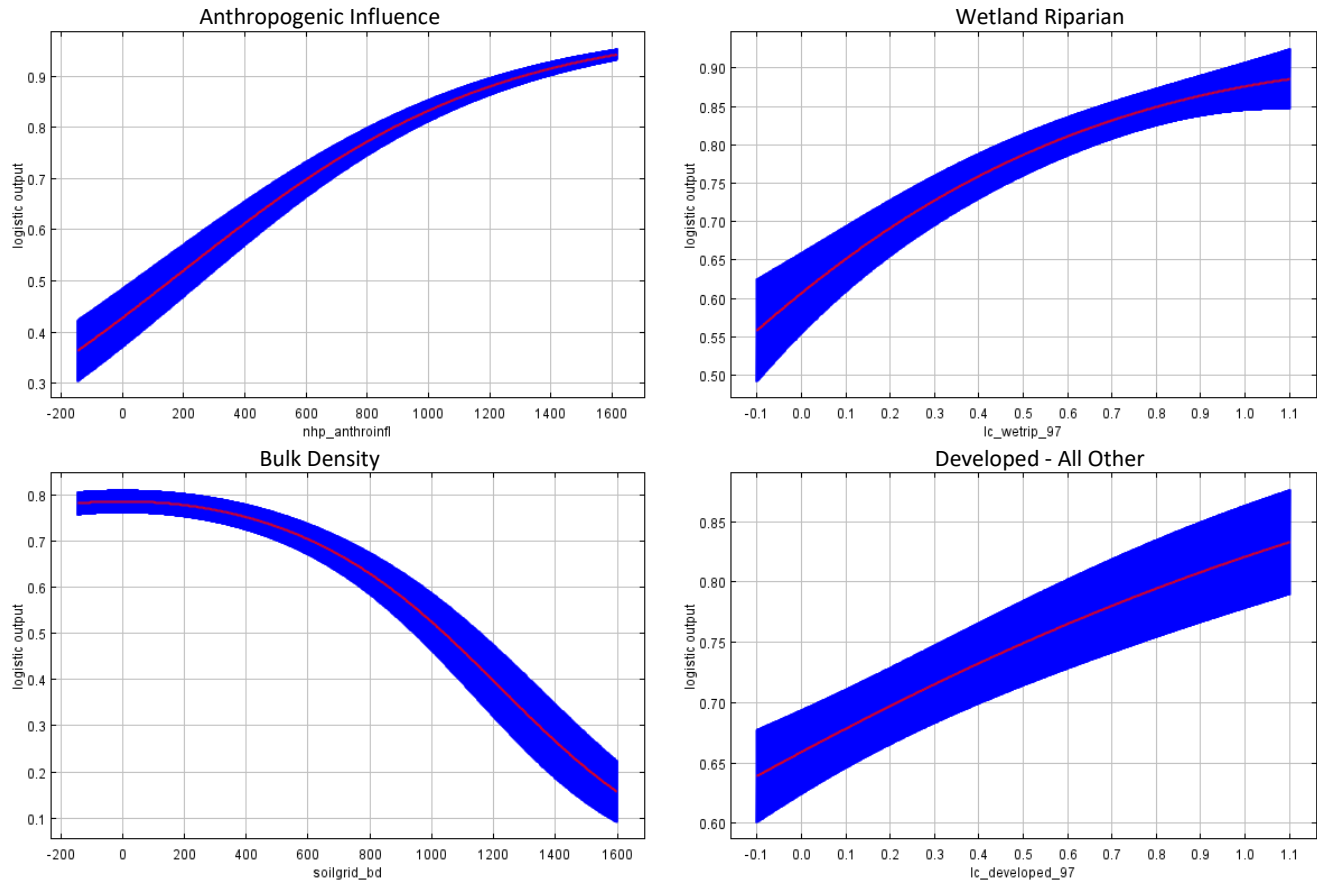 Anthropogenic Influence
0.9
0.8
0.7
0.6
0.5
0.4
0.3
logistic output
-200 0 200 400 600 800 1000 1200 1400 1600
nhp_anthroinfl
Wetland Riparian
0.90
0.85
0.80
0.75
0.70
0.65
0.60
0.55
0.50
logistic output
-0.1 0.0 0.1 0.2 0.3 0.4 0.5 0.6 0.7 0.8 0.9 1.0 1.1
lc_wetrip_97
Bulk Density
0.8
0.7
0.6
0.5
0.4
0.3
0.2
0.1
logistic output
-200 0 200 400 600 800 1000 1200 1400 1600
soilgrid_bd
Developed - All Other
0.85
0.80
0.75
0.70
0.65
0.60
logistic output
-0.1 0.0 0.1 0.2 0.3 0.4 0.5 0.6 0.7 0.8 0.9 1.0 1.1
lc_developed_97